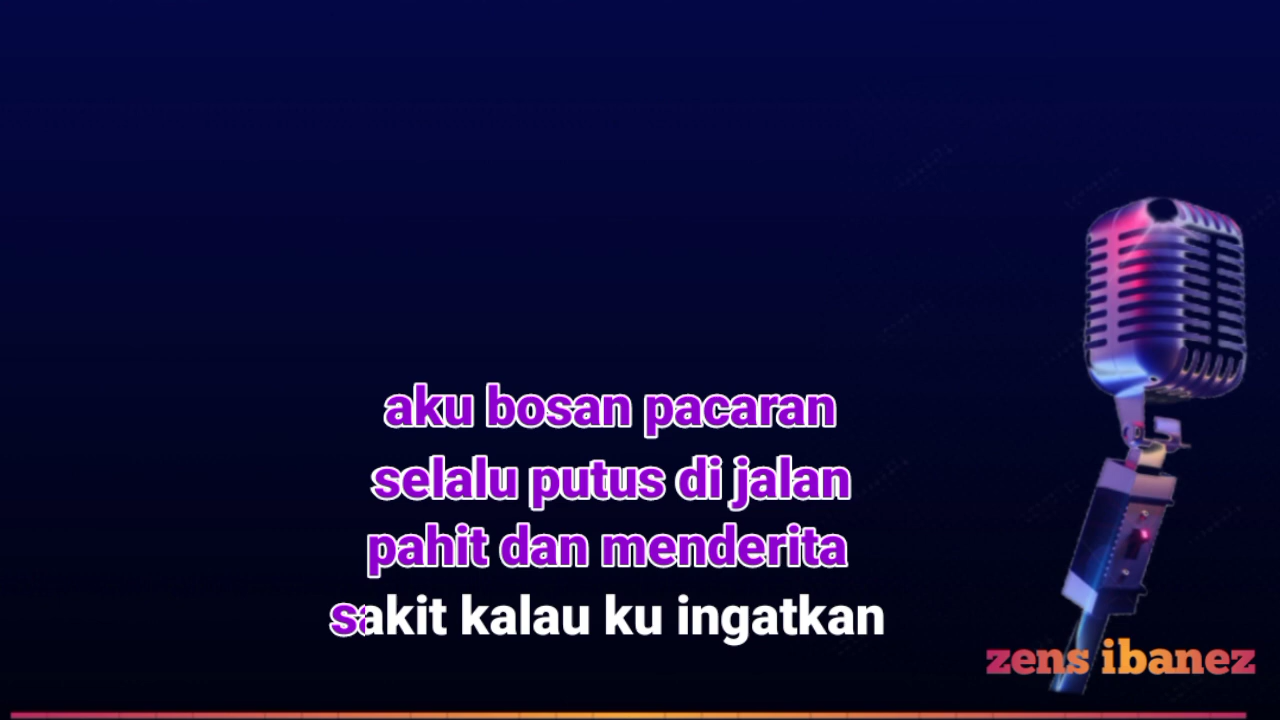 aku bosan pacaran
selalu putus di jalan
pahit dan menderita
sakit kalau ku ingatkan
zens ibanez